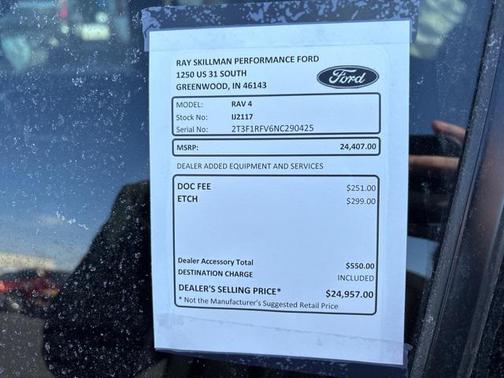 RAY SKILLMAN PERFORMANCE FORD
1250 US 31 SOUTH
GREENWOOD, IN 46143
Ford
MODEL: RAV 4
Stock No: IJ2117
Serial No: 2T3F1RFV6NC290425
MSRP: 24,407.00
DEALER ADDED EQUIPMENT AND SERVICES
DOC FEE $251.00
ETCH $299.00
Dealer Accessory Total $550.00
DESTINATION CHARGE INCLUDED
DEALER'S SELLING PRICE* $24,957.00
* Not the Manufacturer's Suggested Retail Price